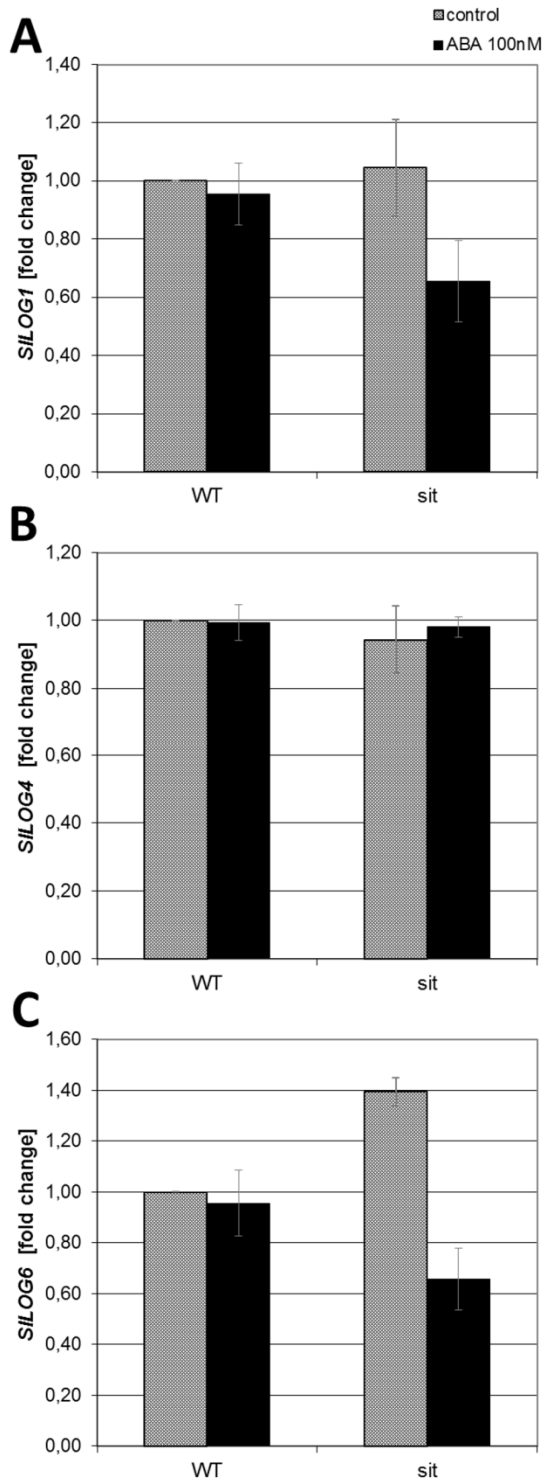 control
ABA 100nM
A
1,40
1,20
1,00
0,80
0,60
0,40
0,20
0,00
SlLOG1 [fold change]
WT sit
B
1,20
1,00
0,80
0,60
0,40
0,20
0,00
SlLOG4 [fold change]
WT sit
C
1,60
1,40
1,20
1,00
0,80
0,60
0,40
0,20
0,00
SlLOG6 [fold change]
WT sit